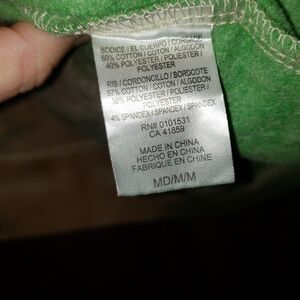 BODICE / EL CUERPO / CORSAGE
60% COTTON / COTON / ALGODON
40% POLYESTER / POLIESTER /
POLYESTER
RIB / CORDONCILLO / BORDCOTE
57% COTTON / COTON / ALGODON
39% POLYESTER / POLIESTER /
POLYESTER
4% SPANDEX / SPANDEX / SPANDEX
RN# 0101531
CA 41859
MADE IN CHINA
HECHO EN CHINA
FABRIQUE EN CHINE
MD/M/M